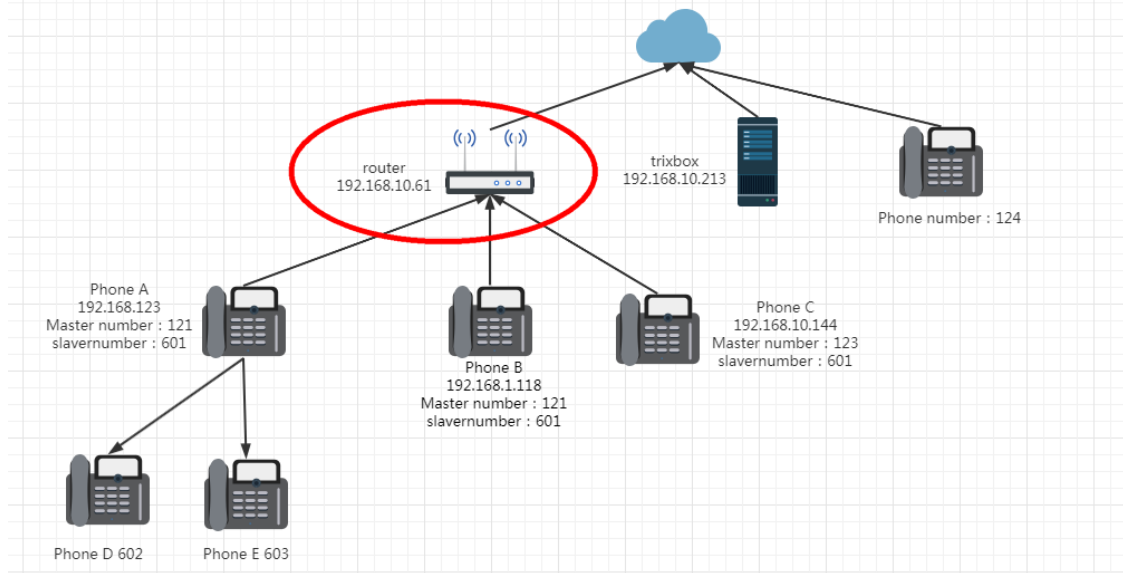 router
192.168.10.61
trixbox
192.168.10.213
Phone number：124
Phone A
192.168.123
Master number：121
slavernumber：601
Phone B
192.168.1.118
Master number：121
slavernumber：601
Phone C
192.168.10.144
Master number：123
slavernumber：601
Phone D 602
Phone E 603